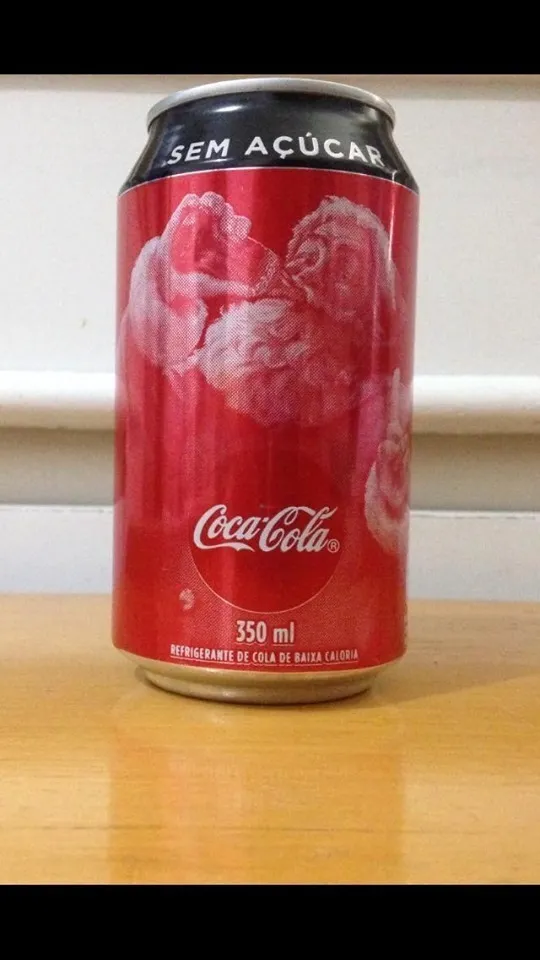 SEM AÇÚCAR
Coca-Cola®
350 ml
REFRIGERANTE DE COLA DE BAIXA CALORIA